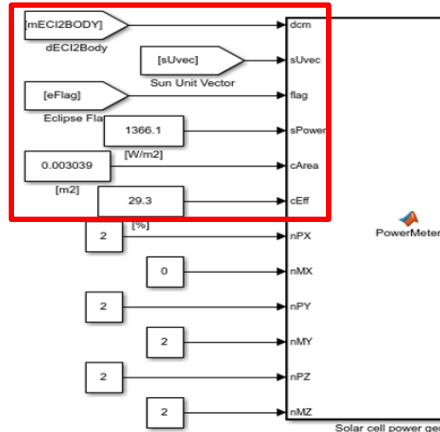 [mECI2BODY]
dECI2Body
dcm
[sUvec]
Sun Unit Vector
sUvec
[eFlag]
Eclipse Fla
flag
1366.1
[W/m2]
sPower
0.003039
[m2]
cArea
29.3
[%]
cEff
2
nPX
PowerMeter
0
nMX
2
nPY
2
nMY
2
nPZ
2
nMZ
Solar cell power ge